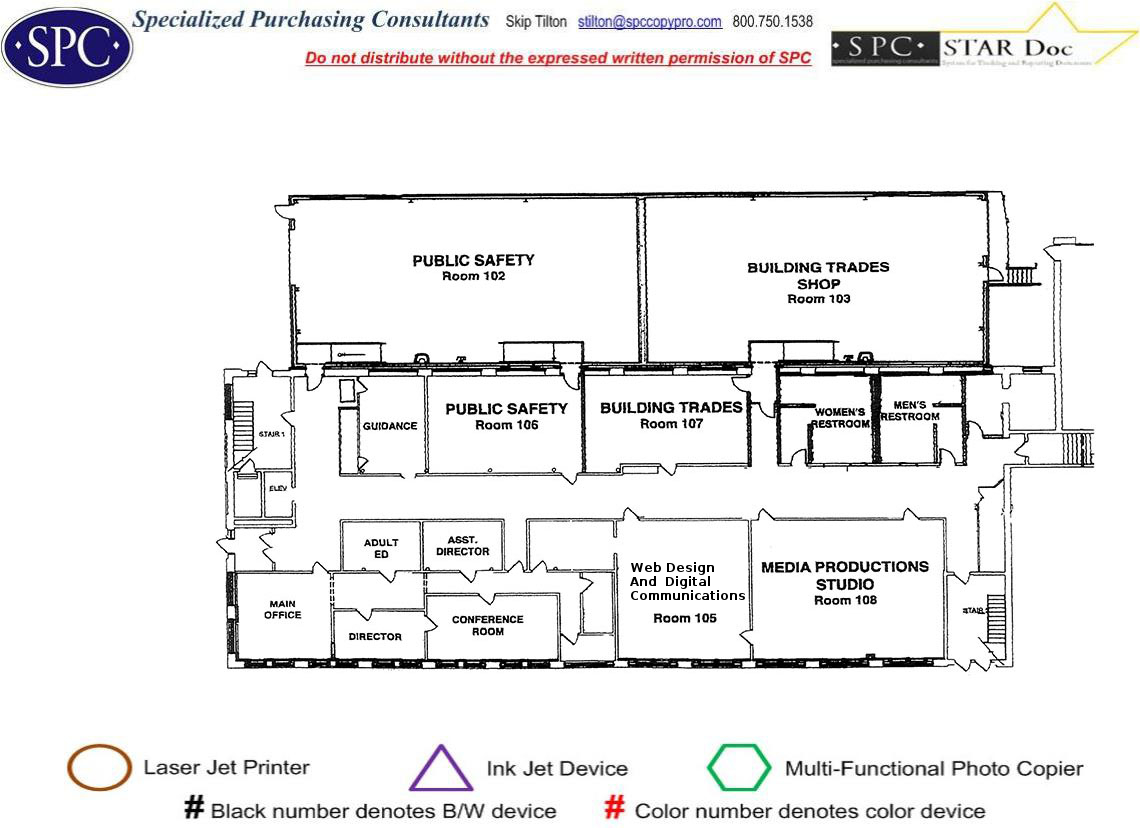 SPC Specialized Purchasing Consultants Skip Tilton stilton@spccopypro.com 800.750.1538
Do not distribute without the expressed written permission of SPC
SPC STAR Doc
specialized purchasing consultants System for Tracking and Reporting Documents
PUBLIC SAFETY
Room 102
BUILDING TRADES
SHOP
Room 103
GUIDANCE
PUBLIC SAFETY
Room 106
BUILDING TRADES
Room 107
WOMEN'S
RESTROOM
MEN'S
RESTROOM
STAIR 1
ELEV
ADULT
ED
ASST.
DIRECTOR
MAIN
OFFICE
DIRECTOR
CONFERENCE
ROOM
Web Design
And Digital
Communications
Room 105
MEDIA PRODUCTIONS
STUDIO
Room 108
STAIR
Laser Jet Printer
Ink Jet Device
Multi-Functional Photo Copier
# Black number denotes B/W device
# Color number denotes color device